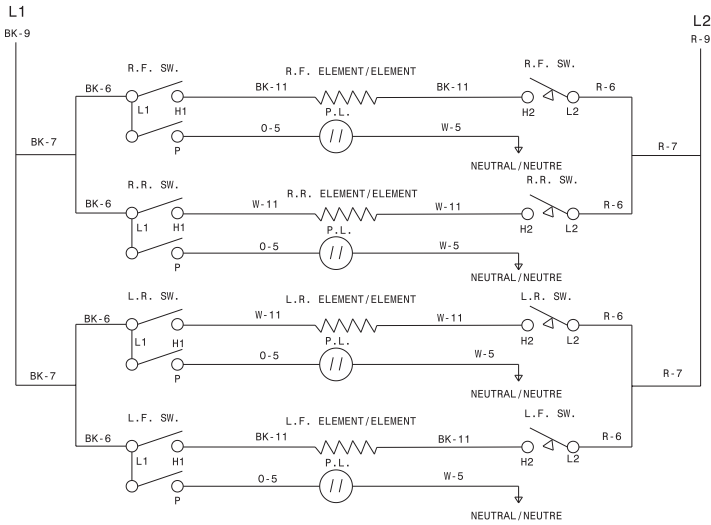 L1
BK-9
L2
R-9
R.F. SW.
R.F. ELEMENT/ELEMENT
R.F. SW.
BK-6
L1
H1
BK-11
BK-11
H2
L2
R-6
P.L.
P
O-5
W-5
NEUTRAL/NEUTRE
BK-7
R-7
R.R. SW.
R.R. ELEMENT/ELEMENT
R.R. SW.
BK-6
L1
H1
W-11
W-11
H2
L2
R-6
P.L.
P
O-5
W-5
NEUTRAL/NEUTRE
L.R. SW.
L.R. ELEMENT/ELEMENT
L.R. SW.
BK-6
L1
H1
W-11
W-11
H2
L2
R-6
P.L.
P
O-5
W-5
NEUTRAL/NEUTRE
BK-7
R-7
L.F. SW.
L.F. ELEMENT/ELEMENT
L.F. SW.
BK-6
L1
H1
BK-11
BK-11
H2
L2
R-6
P.L.
P
O-5
W-5
NEUTRAL/NEUTRE